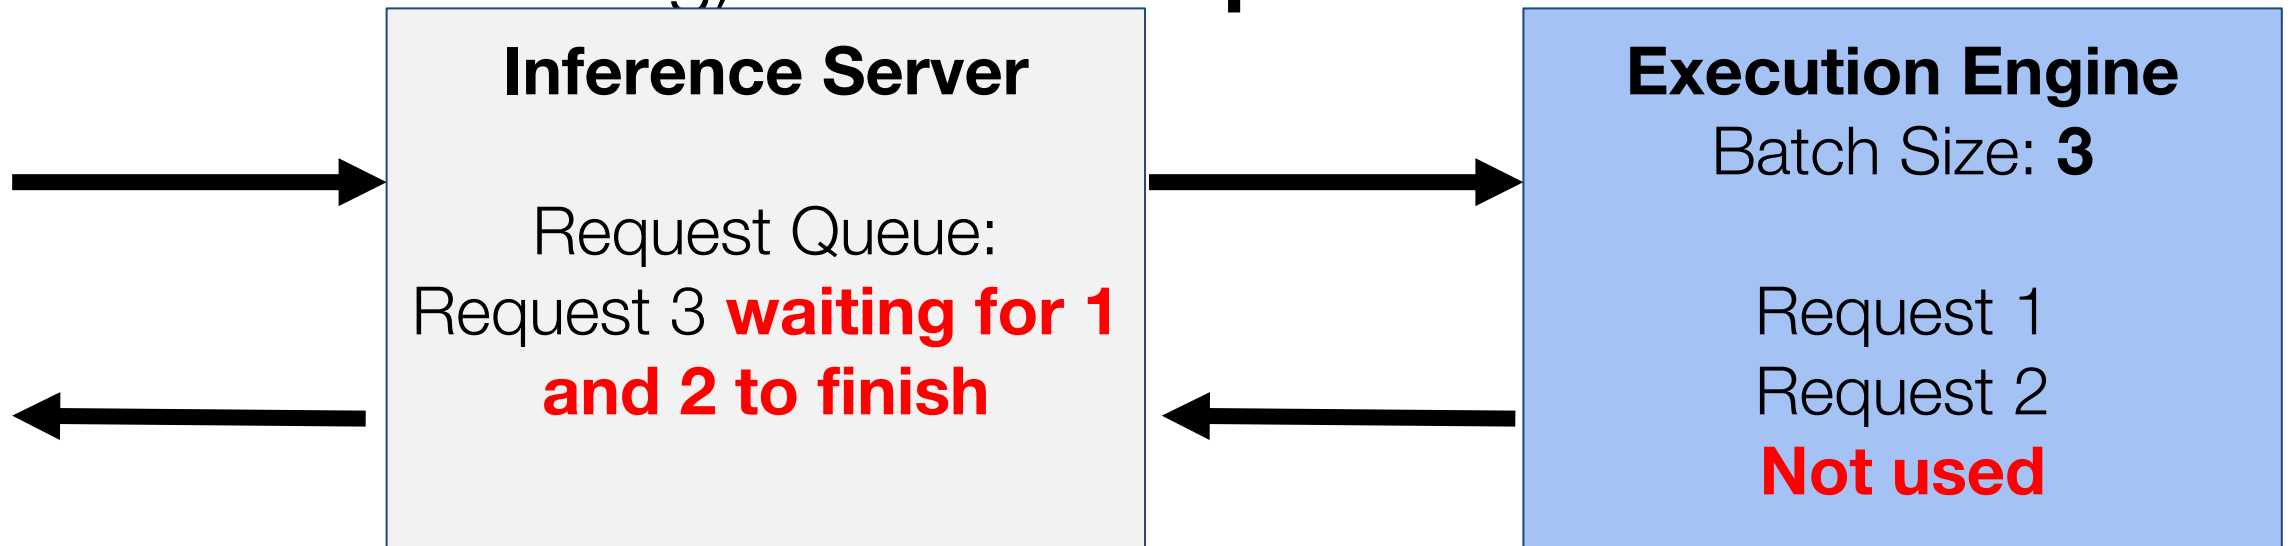 Inference Server
Request Queue:
Request 3 waiting for 1
and 2 to finish
Execution Engine
Batch Size: 3
Request 1
Request 2
Not used